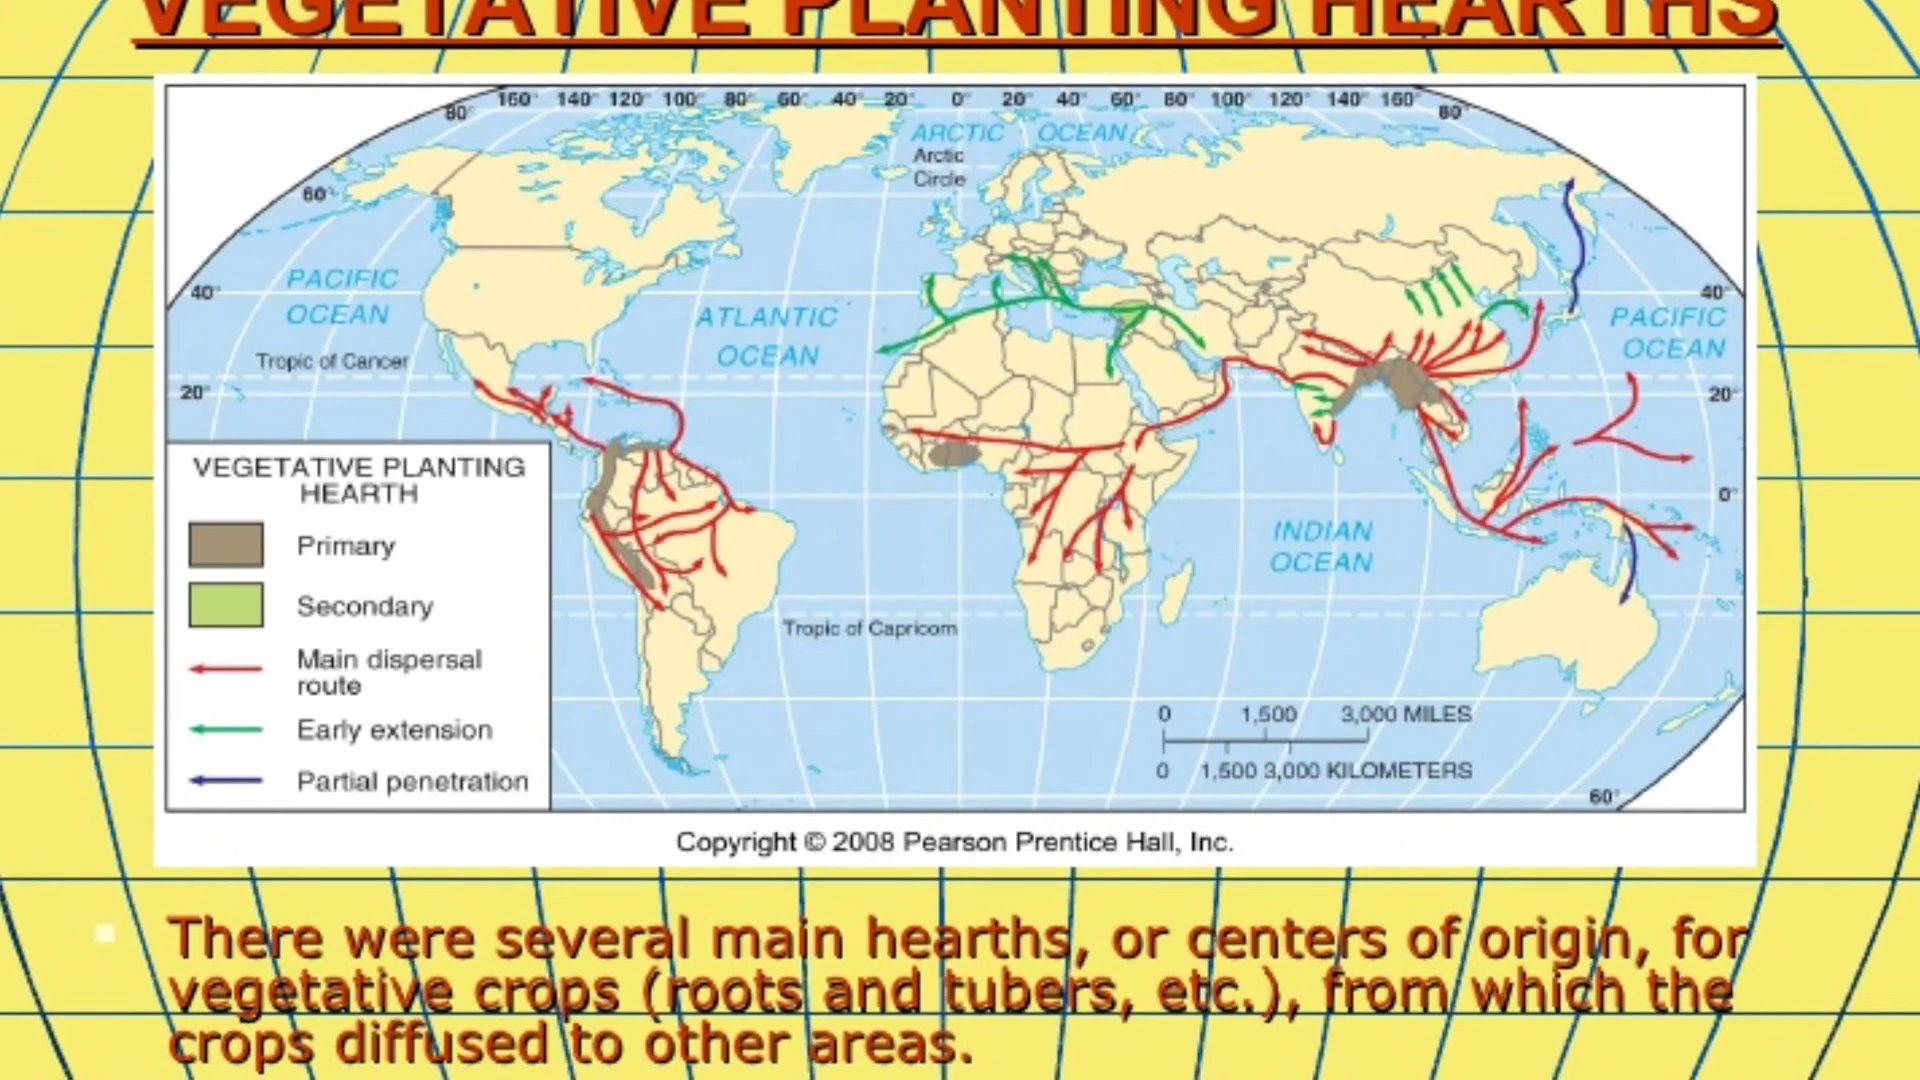 VEGETATIVE PLANTING HEARTHS
160° 140° 120° 100° 80° 60° 40° 20° 0° 20° 40° 60° 80° 100° 120° 140° 160°
80° 80°
ARCTIC OCEAN
Arctic
Circle
60°
PACIFIC
OCEAN
40° 40°
ATLANTIC
OCEAN
PACIFIC
OCEAN
Tropic of Cancer
20° 20°
VEGETATIVE PLANTING
HEARTH
Primary
Secondary
Main dispersal
route
Early extension
Partial penetration
0°
INDIAN
OCEAN
Tropic of Capricorn
0 1,500 3,000 MILES
0 1,500 3,000 KILOMETERS
60°
Copyright © 2008 Pearson Prentice Hall, Inc.
There were several main hearths, or centers of origin, for
vegetative crops (roots and tubers, etc.), from which the
crops diffused to other areas.